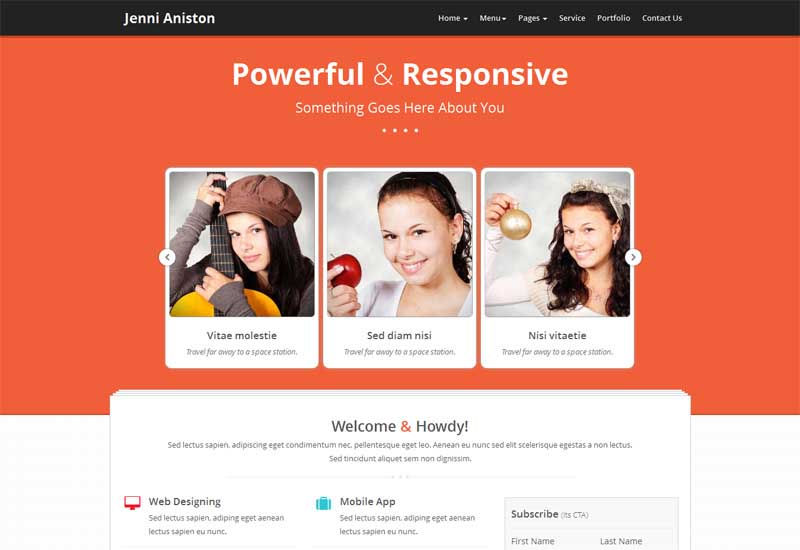 Jenni Aniston
Home Menu Pages Service Portfolio Contact Us
Powerful & Responsive
Something Goes Here About You
Vitae molestie
Travel far away to a space station.
Sed diam nisi
Travel far away to a space station.
Nisi vitaetie
Travel far away to a space station.
Welcome & Howdy!
Sed lectus sapien, adipiscing eget condimentum nec, pellentesque eget leo. Aenean eu nunc sed elit scelerisque egestas a non lectus.
Sed tincidunt aliquet sem non dignissim.
Web Designing
Sed lectus sapien, adiping eget aenean
lectus sapien eu nunc.
Mobile App
Sed lectus sapien, adipiing eget aenean
lectus sapien eu nunc.
Subscribe (its CTA)
First Name Last Name